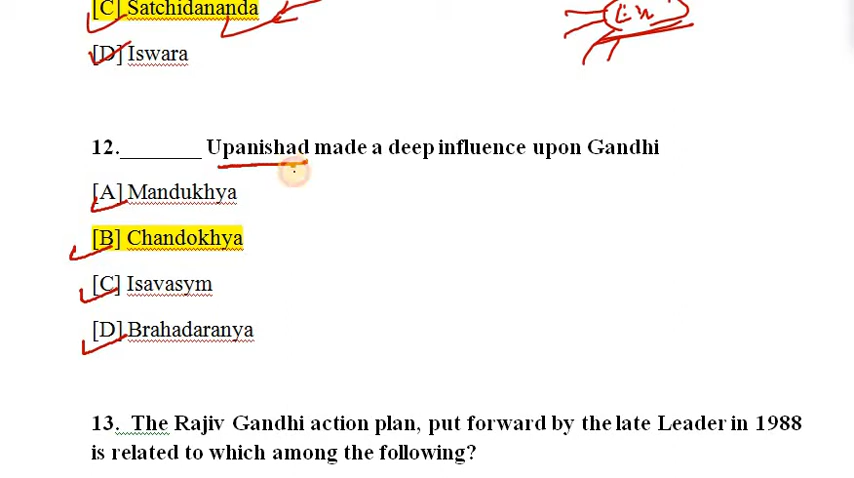 [C] Satchidananda
[D] Iswara
12._______ Upanishad made a deep influence upon Gandhi
[A] Mandukhya
[B] Chandokhya
[C] Isavasym
[D] Brahadaranya
13. The Rajiv Gandhi action plan, put forward by the late Leader in 1988
is related to which among the following?